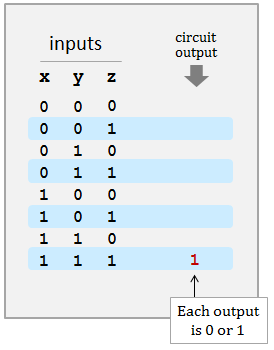 inputs
circuit
output
x y z
0 0 0
0 0 1
0 1 0
0 1 1
1 0 0
1 0 1
1 1 0
1 1 1 1
Each output
is 0 or 1